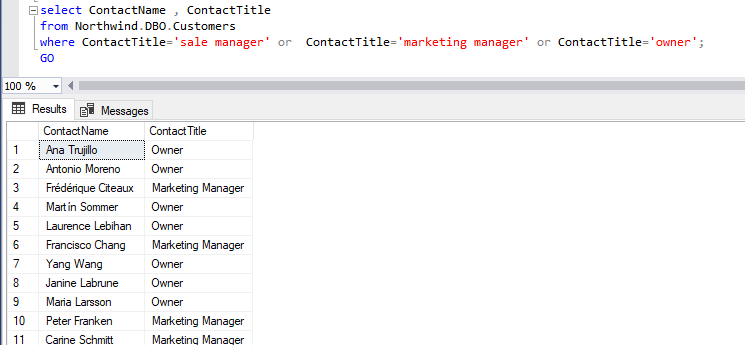 select ContactName , ContactTitle
from Northwind.DBO.Customers
where ContactTitle='sale manager' or  ContactTitle='marketing manager' or ContactTitle='owner';
GO
100 %
Results Messages
ContactName ContactTitle
1 Ana Trujillo Owner
2 Antonio Moreno Owner
3 Frédérique Citeaux Marketing Manager
4 Martín Sommer Owner
5 Laurence Lebihan Owner
6 Francisco Chang Marketing Manager
7 Yang Wang Owner
8 Janine Labrune Owner
9 Maria Larsson Owner
10 Peter Franken Marketing Manager
11 Carine Schmitt Marketing Manager